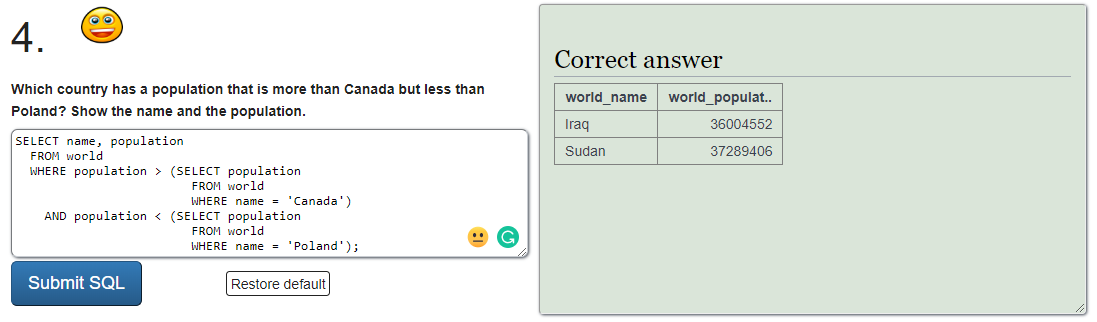 4.
Which country has a population that is more than Canada but less than
Poland? Show the name and the population.
SELECT name, population
FROM world
WHERE population > (SELECT population
FROM world
WHERE name = 'Canada')
AND population < (SELECT population
FROM world
WHERE name = 'Poland');
G
Submit SQL
Restore default
Correct answer
world_name world_populat..
Iraq 36004552
Sudan 37289406